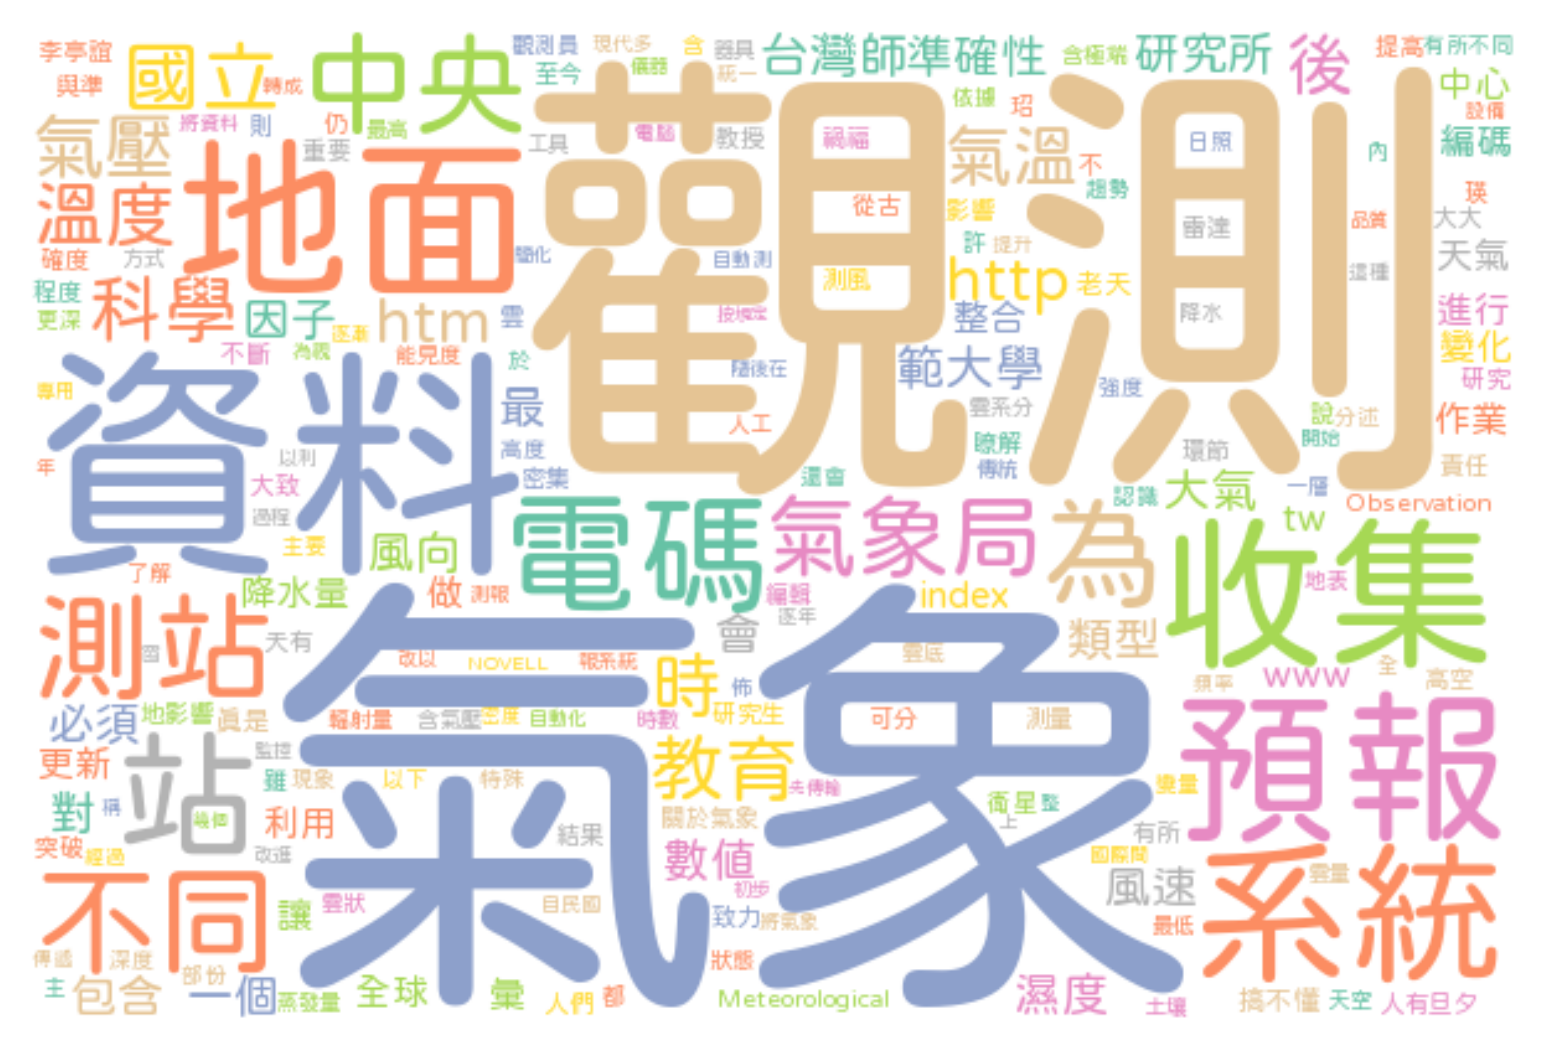 李亭誼
國立
轉成
中央
觀測員
現代多
含
器具
台灣師準確性
含極端
研究所
後
提高
有所不同
與準
至今
儀器
統一
依據
珆
中心
設備
氣壓
將資料
則
仍
最高
觀測
工具
電腦
教授
禍福
氣溫
不
日照
內
編碼
重要
地面
溫度
從古
影響
趨勢
瑛
品質
大大
雷達
確度
方式
簡化
自動測
許
提升
天氣
程度
科學
因子
htm
雲
測風
http
老天
這種
更深
逐漸
按規定
整合
降水
進行
不斷
為觀
能見度
於
隨後在
範大學
變化
研究
專用
資料
最
人工
雲系分
強度
說
分述
作業
高度
瞭解
開始
年
以利
大致
密集
還會
傳統
環節
責任
過程
電碼
氣象局
認識
大氣
一層
Observation
主要
風向
為
tw
收集
了解
降水量
做
測報
編輯
index
地表
測站
天有
氣象
會
逐年
類型
改以
NOVELL
報系統
時
雲底
www
全
高空
頻率
必須
地影響
真是
輻射量
含氣壓
密度
自動化
時數
佈
研究生
可分
測量
預報
更新
站
監控
雖
現象
以下
特殊
教育
先傳輸
衛星
整
變量
對
稱
幾個
利用
結果
關於氣象
上
有所
突破
經過
改進
數值
國際間
系統
不同
讓
雲狀
自民國
初步
風速
雲量
致力
將氣象
最低
傳遞
深度
部份
狀態
主
包含
一個
蒸發量
全球
彙
人們
都
Meteorological
濕度
土壤
搞不懂
天空
人有旦夕